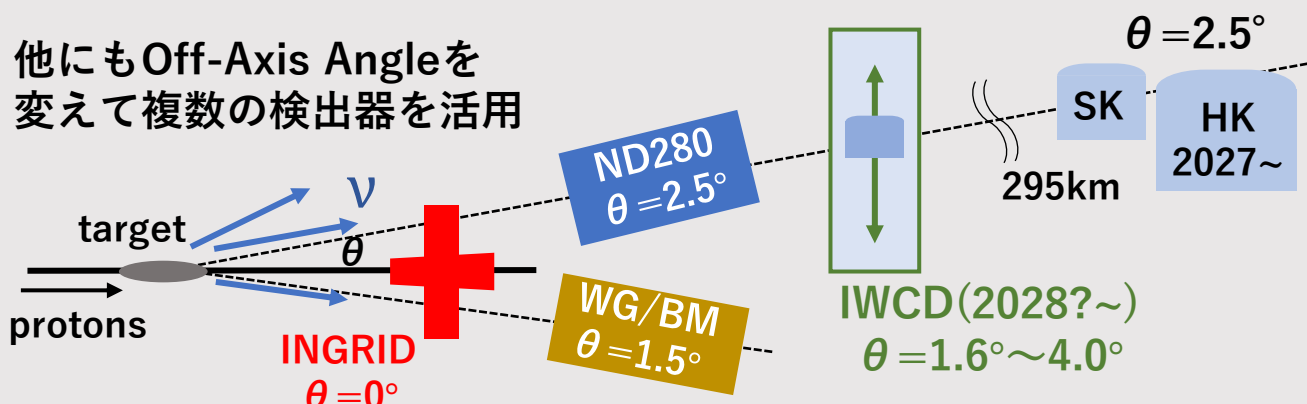 他にもOff-Axis Angleを
変えて複数の検出器を活用
θ=2.5°
SK
HK
2027~
295km
ND280
θ=2.5°
ν
target
θ
protons
INGRID
θ=0°
WG/BM
θ=1.5°
IWCD(2028?~)
θ=1.6°～4.0°